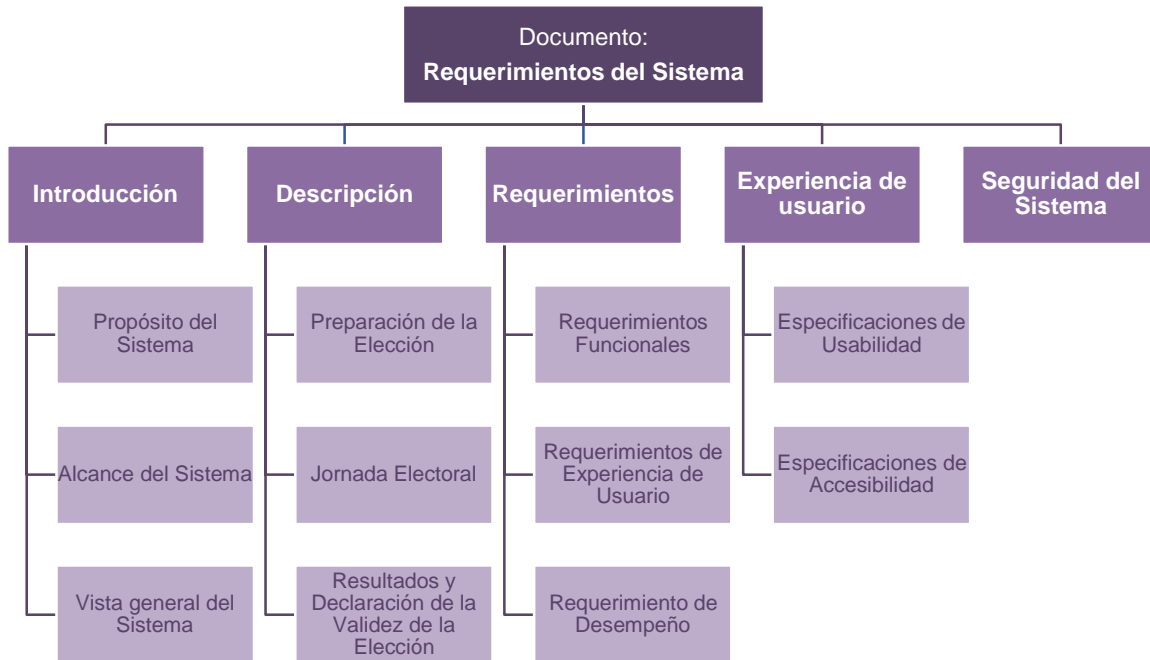 Documento:
Requerimientos del Sistema
Introducción
Descripción
Requerimientos
Experiencia de
usuario
Seguridad del
Sistema
Propósito del
Sistema
Alcance del Sistema
Vista general del
Sistema
Preparación de la
Elección
Jornada Electoral
Resultados y
Declaración de la
Validez de la
Elección
Requerimientos
Funcionales
Requerimientos de
Experiencia de
Usuario
Requerimiento de
Desempeño
Especificaciones de
Usabilidad
Especificaciones de
Accesibilidad